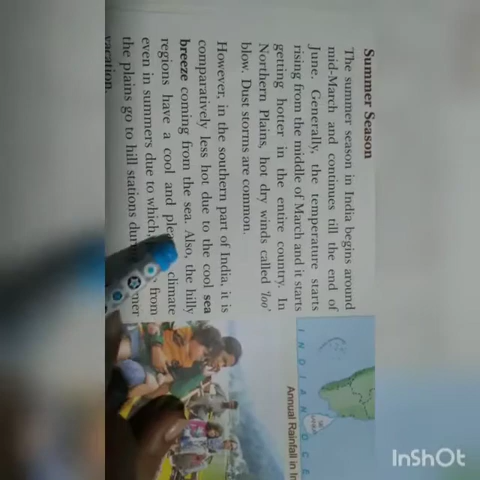 Summer Season
The summer season in India begins around
mid-March and continues till the end of
June. Generally, the temperature starts
rising from the middle of March and it starts
getting hotter in the entire country. In
Northern Plains, hot dry winds called 'loo'
blow. Dust storms are common.
However, in the southern part of India, it is
comparatively less hot due to the cool sea
breeze coming from the sea. Also, the hilly
regions have a cool and climate
even in summers due to which from
the plains go to hill stations
vacation.
INDIAN OCE
Annual Rainfall in In
InShOt